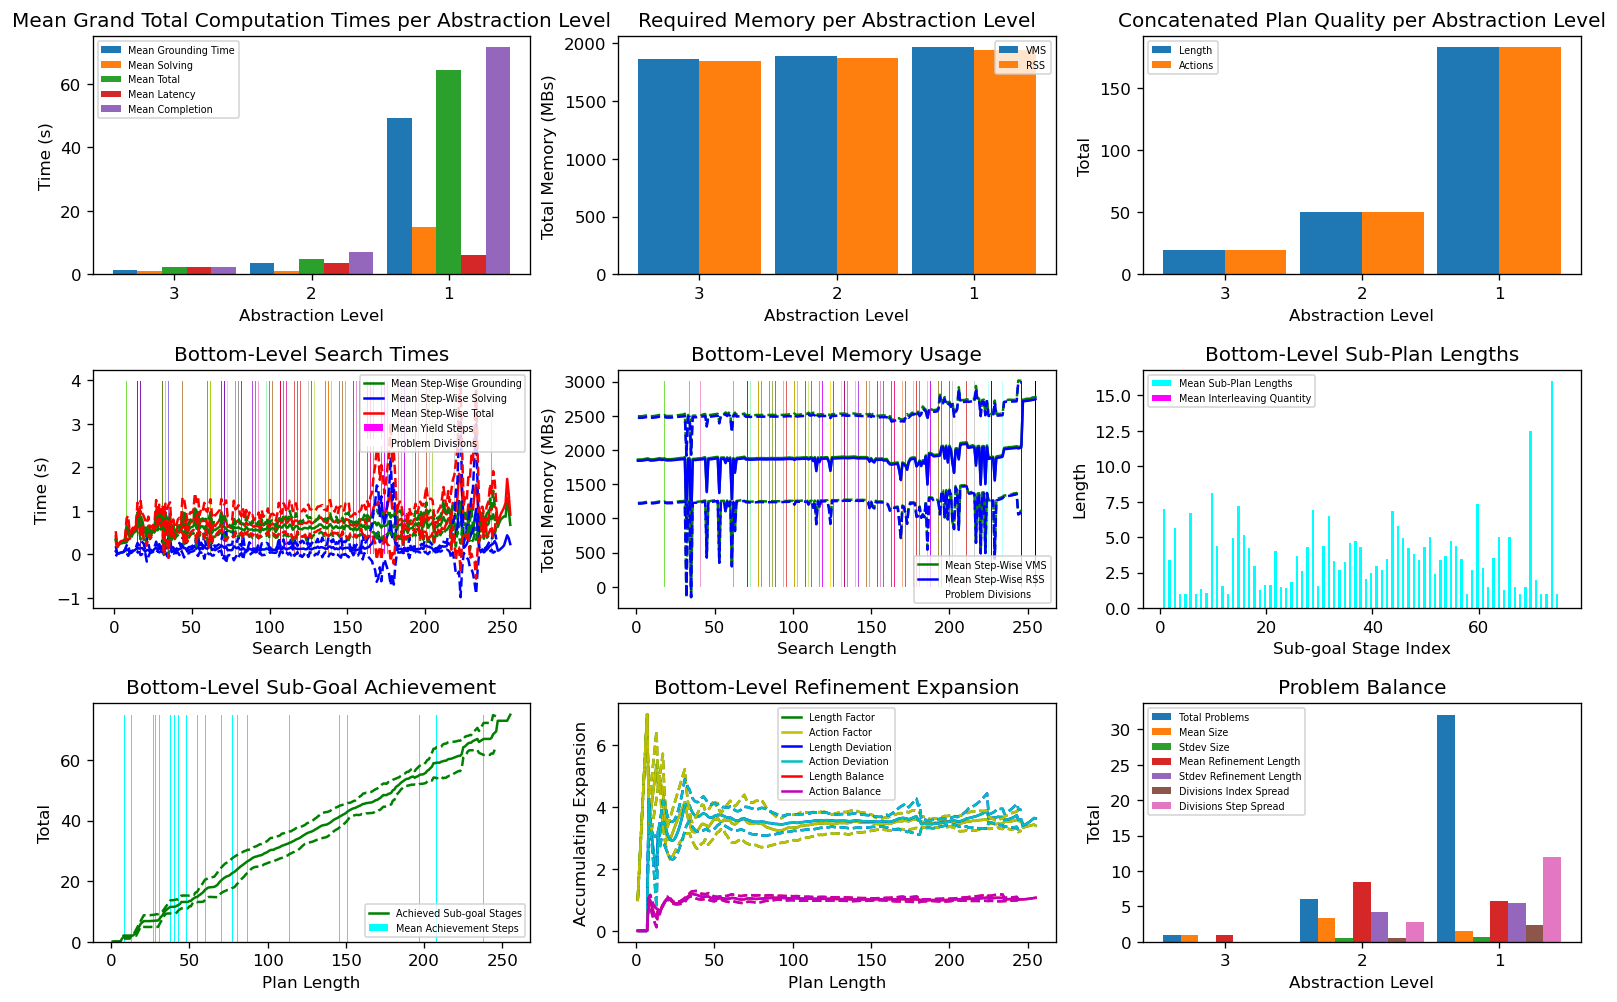 Mean Grand Total Computation Times per Abstraction Level
Time (s)
60
40
20
0
Mean Grounding Time
Mean Solving
Mean Total
Mean Latency
Mean Completion
3 2 1
Abstraction Level
Required Memory per Abstraction Level
Total Memory (MBs)
2000
1500
1000
500
0
VMS
RSS
3 2 1
Abstraction Level
Concatenated Plan Quality per Abstraction Level
Total
150
100
50
0
Length
Actions
3 2 1
Abstraction Level
Bottom-Level Search Times
Time (s)
4
3
2
1
0
−1
Mean Step-Wise Grounding
Mean Step-Wise Solving
Mean Step-Wise Total
Mean Yield Steps
Problem Divisions
0 50 100 150 200 250
Search Length
Bottom-Level Memory Usage
Total Memory (MBs)
3000
2500
2000
1500
1000
500
0
Mean Step-Wise VMS
Mean Step-Wise RSS
Problem Divisions
0 50 100 150 200 250
Search Length
Bottom-Level Sub-Plan Lengths
Length
15.0
12.5
10.0
7.5
5.0
2.5
0.0
Mean Sub-Plan Lengths
Mean Interleaving Quantity
0 20 40 60
Sub-goal Stage Index
Bottom-Level Sub-Goal Achievement
Total
60
40
20
0
Achieved Sub-goal Stages
Mean Achievement Steps
0 50 100 150 200 250
Plan Length
Bottom-Level Refinement Expansion
Accumulating Expansion
6
4
2
0
Length Factor
Action Factor
Length Deviation
Action Deviation
Length Balance
Action Balance
0 50 100 150 200 250
Plan Length
Problem Balance
Total
30
25
20
15
10
5
0
Total Problems
Mean Size
Stdev Size
Mean Refinement Length
Stdev Refinement Length
Divisions Index Spread
Divisions Step Spread
3 2 1
Abstraction Level